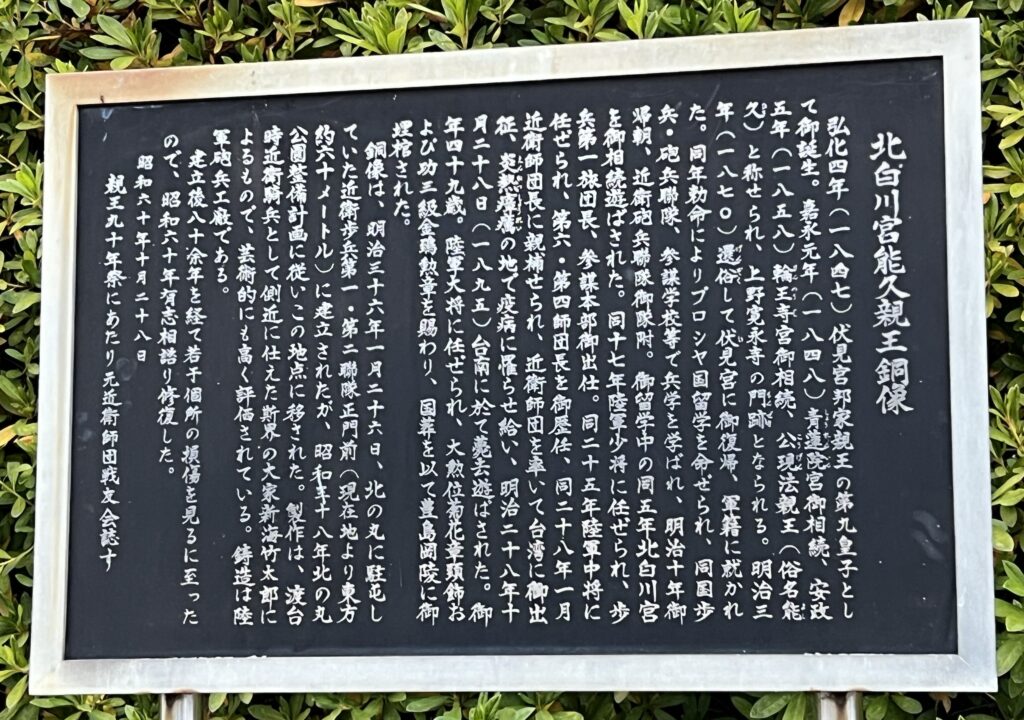 北白川宮能久親王銅像
弘化四年(一八四七)伏見宮邦家親王の第九皇子とし
て御誕生。嘉永元年(一八四八)青蓮院宮御相続、安政
五年(一八五八)輪王寺宮御相続、公現法親王(俗名能
久)と称せられ、上野寛永寺の門跡となられる。明治三
年(一八七〇)還俗して伏見宮に御復帰、軍籍に就かれ
た。同年勅命によりプロシヤ国留学を命ぜられ、同国歩
兵・砲兵聯隊、参謀学校等で兵学を学ばれ、明治十年御
帰朝、近衛砲兵聯隊御隊附。御留学中の同五年北白川宮
を御相続遊ばされた。同十七年陸軍少将に任ぜられ、歩
兵第一旅団長、参謀本部御出仕。同二十五年陸軍中将に
任ぜられ、第六・第四師団長を御歴任、同二十八年一月
近衛師団長に親補せられ、近衛師団を率いて台湾に御出
征、炎熱瘴癘の地で疫病に罹らせ給い、明治二十八年十
月二十八日(一八九五)台南に於て薨去遊ばされた。御
年四十九歳。陸軍大将に任ぜられ、大勲位菊花章頸飾お
よび功三級金鵄勲章を賜わり、国葬を以て豊島岡陵に御
埋棺された。
銅像は、明治三十六年一月二十六日、北の丸に駐屯し
ていた近衛歩兵第一・第二聯隊正門前(現在地より東方
約六十メートル)に建立されたが、昭和三十八年北の丸
公園整備計画に従いこの地点に移された。製作は、渡台
時近衛騎兵として側近に仕えた斯界の大家新海竹太郎に
よるもので、芸術的にも高く評価されている。鋳造は陸
軍砲兵工廠である。
建立後八十余年を経て若干個所の損傷を見るに至った
ので、昭和六十年有志相諮り修復した。
昭和六十年十月二十八日
親王九十年祭にあたり元近衛師団戦友会誌す